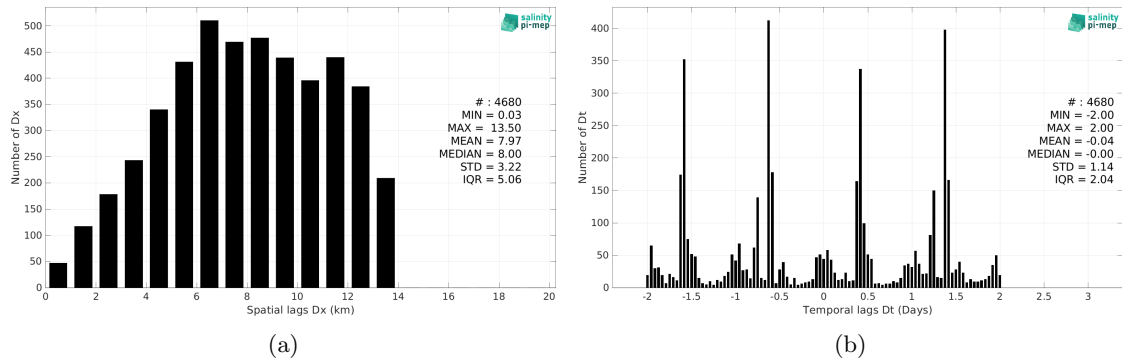 500
450
400
350
300
250
200
150
100
50
0
Number of Dx
0
2
4
6
8
10
12
14
16
18
20
Spatial lags Dx (km)
salinity
pi-mep
# : 4680
MIN = 0.03
MAX = 13.50
MEAN = 7.97
MEDIAN = 8.00
STD = 3.22
IQR = 5.06
(a)
400
350
300
250
200
150
100
50
0
Number of Dt
-2
-1.5
-1
-0.5
0
0.5
1
1.5
2
2.5
3
Temporal lags Dt (Days)
salinity
pi-mep
# : 4680
MIN = -2.00
MAX = 2.00
MEAN = -0.04
MEDIAN = -0.00
STD = 1.14
IQR = 2.04
(b)